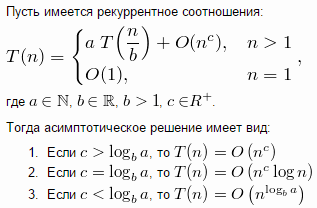 Пусть имеется рекуррентное соотношения:
T(n) = { a T(n/b) + O(n^c), n > 1
O(1), n = 1 ,
где a ∈ ℕ, b ∈ ℝ, b > 1, c ∈R⁺.
Тогда асимптотическое решение имеет вид:
1. Если c > log_b a, то T(n) = O(n^c)
2. Если c = log_b a, то T(n) = O(n^c log n)
3. Если c < log_b a, то T(n) = O(n^{log_b a})